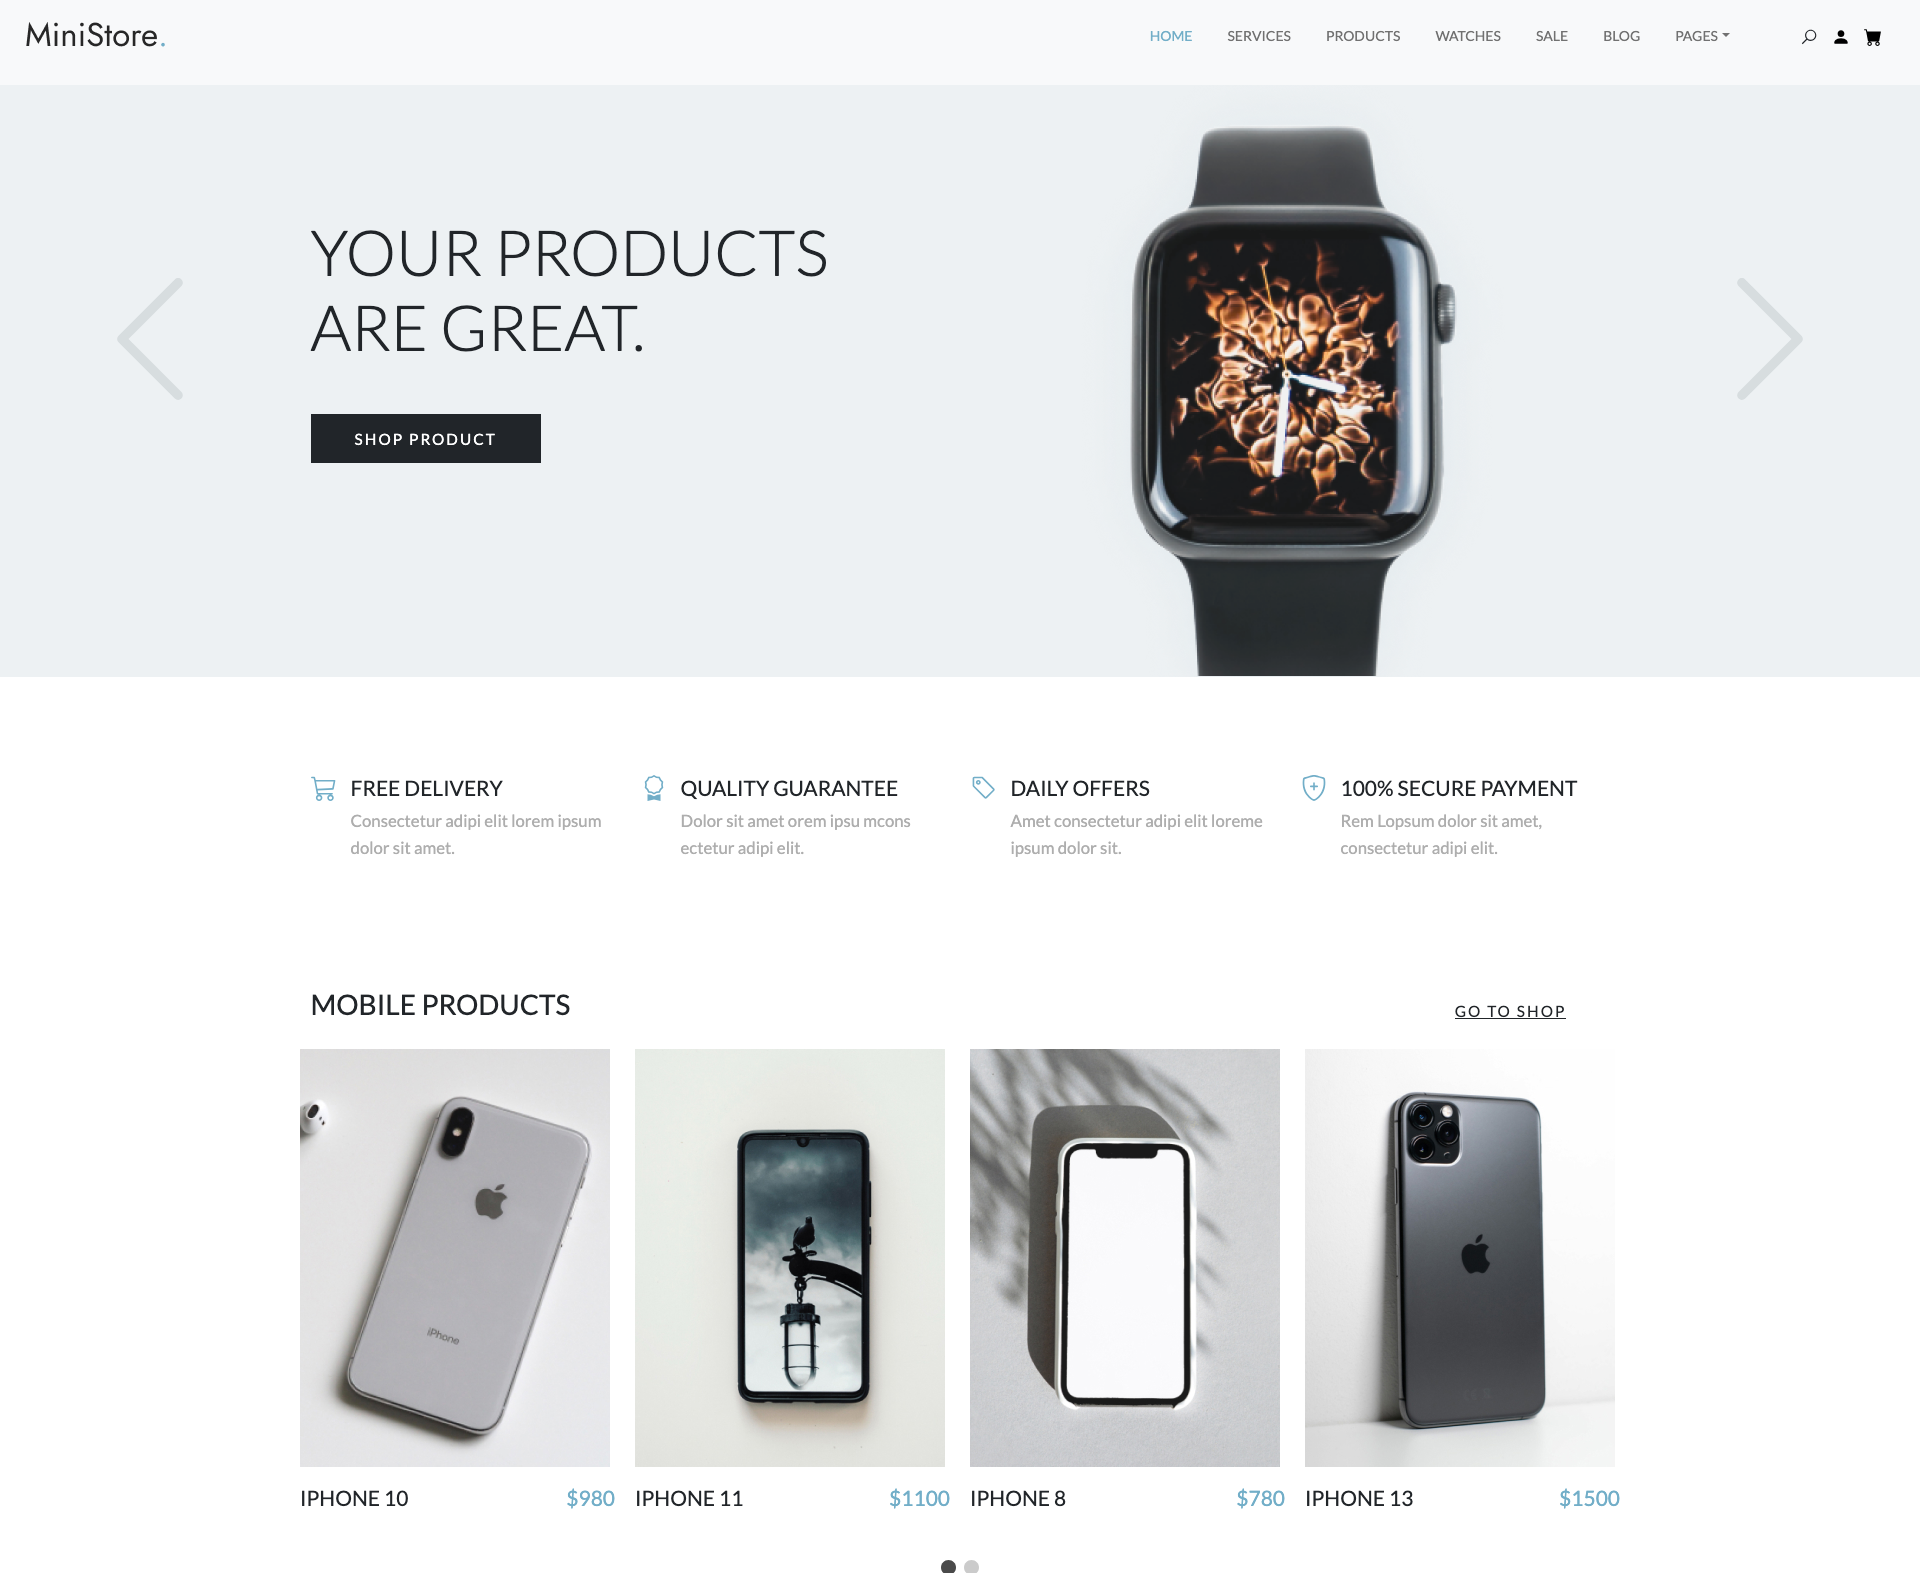 MiniStore.
HOME SERVICES PRODUCTS WATCHES SALE BLOG PAGES
YOUR PRODUCTS
ARE GREAT.
SHOP PRODUCT
FREE DELIVERY
Consectetur adipi elit lorem ipsum
dolor sit amet.
QUALITY GUARANTEE
Dolor sit amet orem ipsu mcons
ectetur adipi elit.
DAILY OFFERS
Amet consectetur adipi elit loreme
ipsum dolor sit.
100% SECURE PAYMENT
Rem Lopsum dolor sit amet,
consectetur adipi elit.
MOBILE PRODUCTS
GO TO SHOP
iPhone
IPHONE 10 $980
IPHONE 11 $1100
IPHONE 8 $780
IPHONE 13 $1500